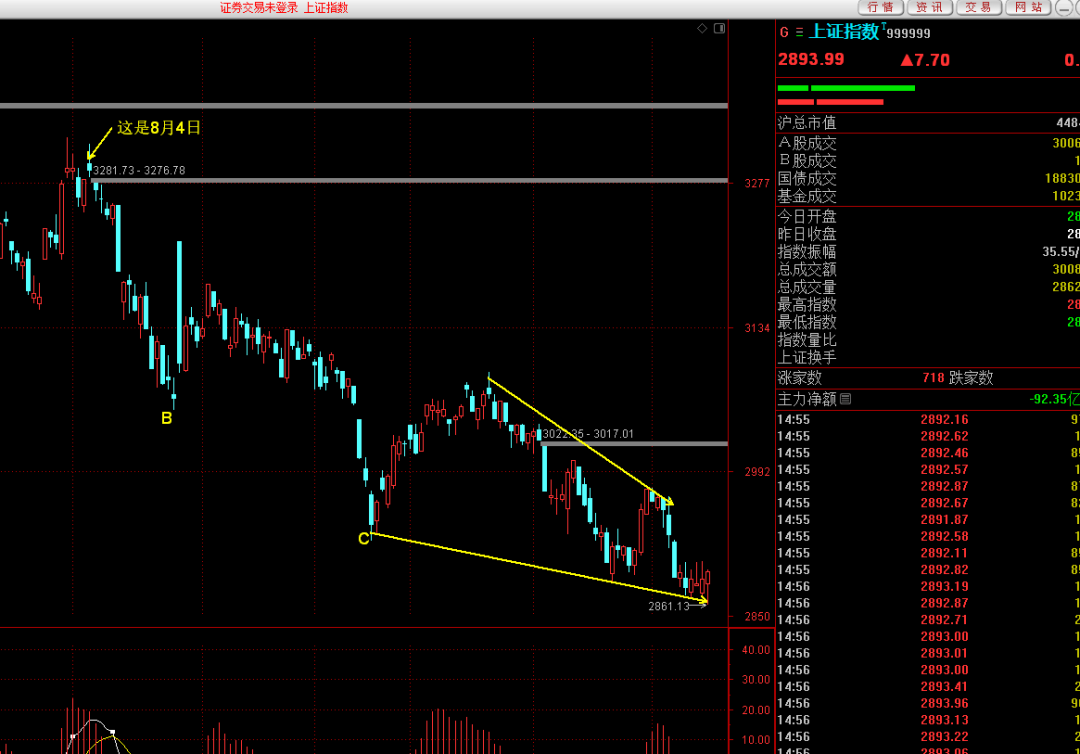 证券交易未登录 上证指数
行情 资讯 交易 网站
G 上证指数 999999
2893.99 ▲7.70 0.
这是8月4日
3281.73 - 3276.78
3277
3134
3022.35 - 3017.01
2992
B
C
2861.13
2850
40.00
30.00
20.00
10.00
沪总市值 448
A股成交 3006
B股成交 1
国债成交 18830
基金成交 1023
今日开盘 28
昨日收盘 28
指数振幅 35.55/
总成交额 3008
总成交量 2862
最高指数 28
最低指数 28
指数量比
上证换手
涨家数 718 跌家数
主力净额 -92.35亿
14:55 2892.16 9
14:55 2892.62 1
14:55 2892.46 8
14:55 2892.57 1
14:55 2892.87 8
14:55 2892.67 8
14:55 2891.87 1
14:55 2892.58 1
14:55 2892.11 8
14:55 2892.82 8
14:56 2893.19 1
14:56 2892.87 1
14:56 2892.71 2
14:56 2893.00 1
14:56 2893.01 1
14:56 2893.00 1
14:56 2893.41 2
14:56 2893.96 9
14:56 2893.13 1
14:56 2893.22 2
14:56 2893.06